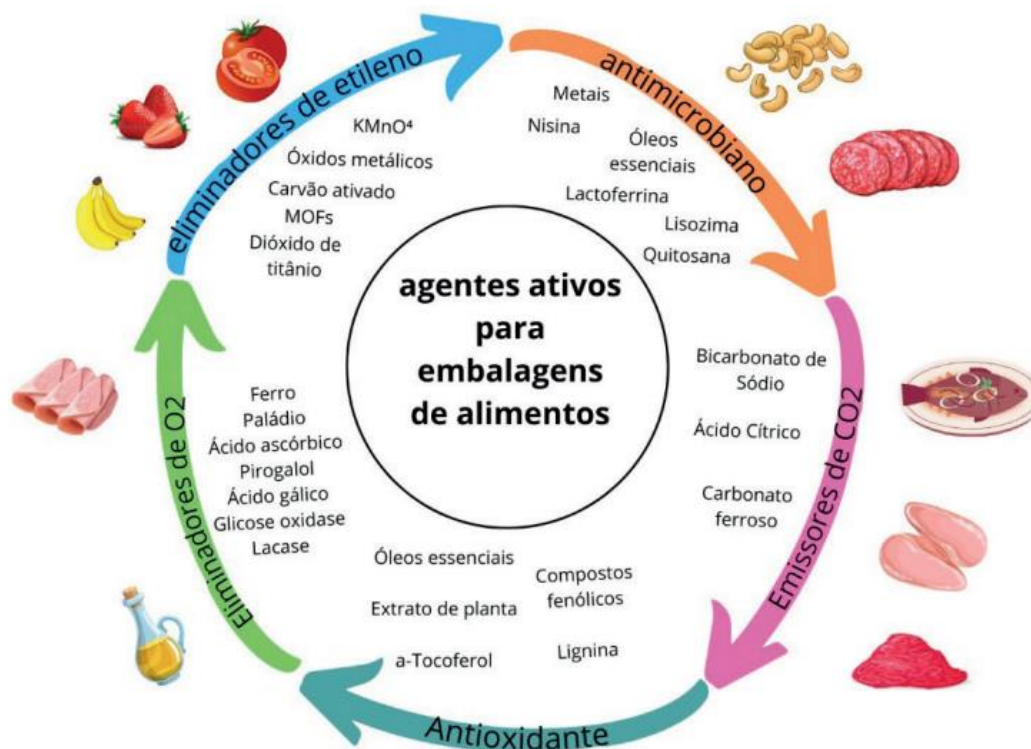 eliminadores de etileno
KMnO⁴
Óxidos metálicos
Carvão ativado
MOFs
Dióxido de
titânio
antimicrobiano
Metais
Nisina
Óleos
essenciais
Lactoferrina
Lisozima
Quitosana
agentes ativos
para
embalagens
de alimentos
Emissores de CO2
Bicarbonato de
Sódio
Ácido Cítrico
Carbonato
ferroso
Eliminadores de O2
Ferro
Paládio
Ácido ascórbico
Pirogalol
Ácido gálico
Glicose oxidase
Lacase
Óleos essenciais
Compostos
fenólicos
Extrato de planta
a-Tocoferol
Lignina
Antioxidante